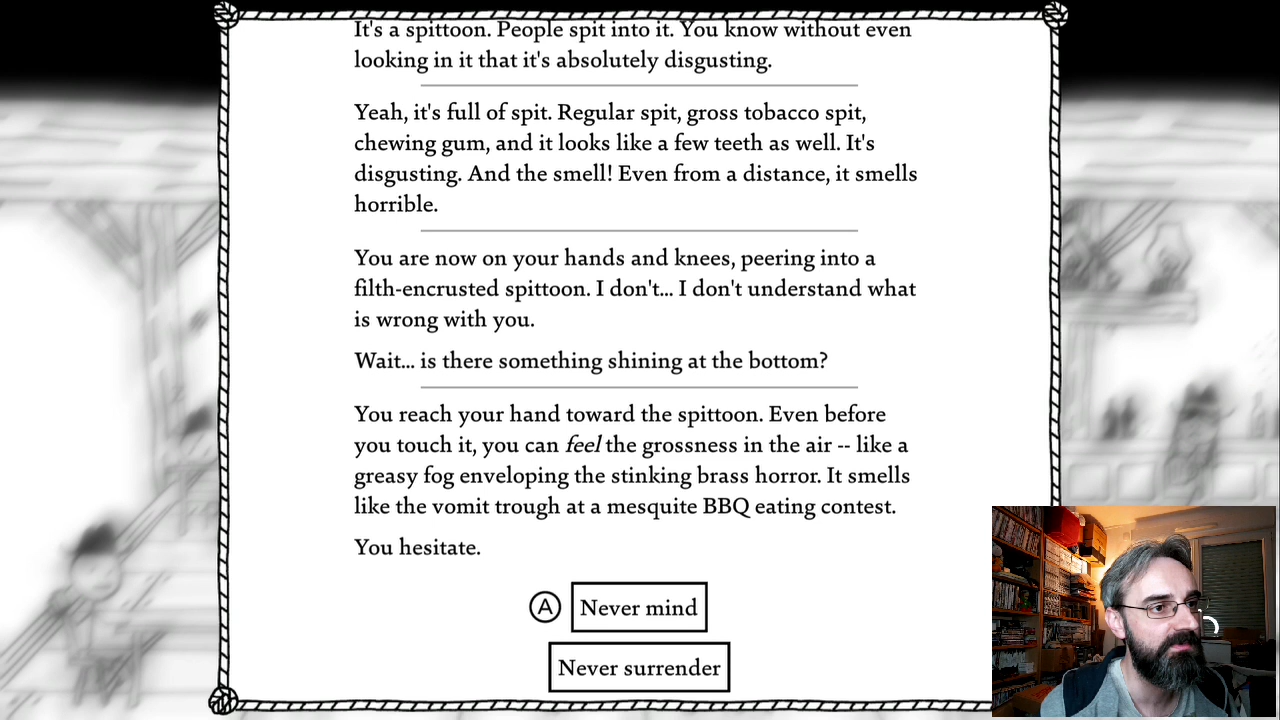 It's a spittoon. People spit into it. You know without even
looking in it that it's absolutely disgusting.
Yeah, it's full of spit. Regular spit, gross tobacco spit,
chewing gum, and it looks like a few teeth as well. It's
disgusting. And the smell! Even from a distance, it smells
horrible.
You are now on your hands and knees, peering into a
filth-encrusted spittoon. I don't... I don't understand what
is wrong with you.
Wait... is there something shining at the bottom?
You reach your hand toward the spittoon. Even before
you touch it, you can feel the grossness in the air -- like a
greasy fog enveloping the stinking brass horror. It smells
like the vomit trough at a mesquite BBQ eating contest.
You hesitate.
A Never mind
Never surrender